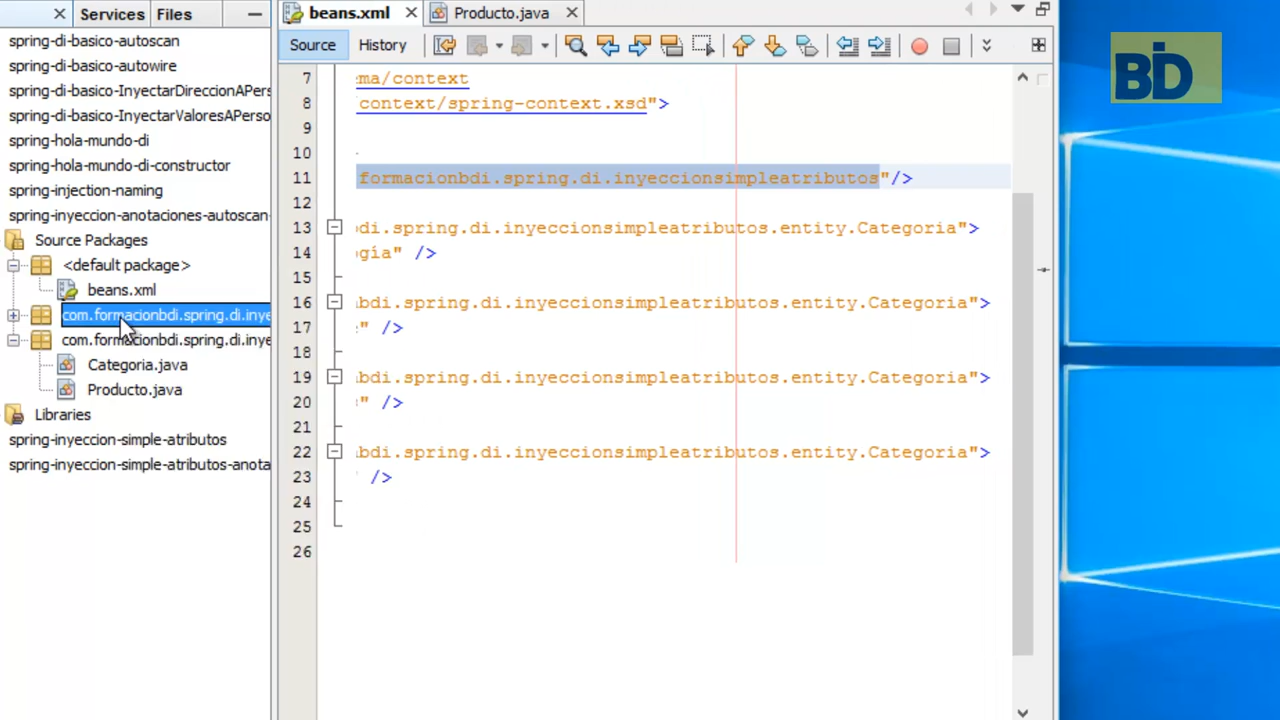 Services
Files
spring-di-basico-autoscan
spring-di-basico-autowire
spring-di-basico-InyectarDireccionAPers
spring-di-basico-InyectarValoresAPerso
spring-hola-mundo-di
spring-hola-mundo-di-constructor
spring-injection-naming
spring-inyeccion-anotaciones-autoscan-
Source Packages
<default package>
beans.xml
com.formacionbdi.spring.di.inye
com.formacionbdi.spring.di.inye
Categoria.java
Producto.java
Libraries
spring-inyeccion-simple-atributos
spring-inyeccion-simple-atributos-anota
beans.xml
Producto.java
Source
History
7 ma/context
8 context/spring-context.xsd">
9
10
11 formacionbdi.spring.di.inyeccionsimpleatributos"/>
12
13 di.spring.di.inyeccionsimpleatributos.entity.Categoria">
14 ogía" />
15
16 bdi.spring.di.inyeccionsimpleatributos.entity.Categoria">
17 " />
18
19 bdi.spring.di.inyeccionsimpleatributos.entity.Categoria">
20 " />
21
22 bdi.spring.di.inyeccionsimpleatributos.entity.Categoria">
23 />
24
25
26
BDI